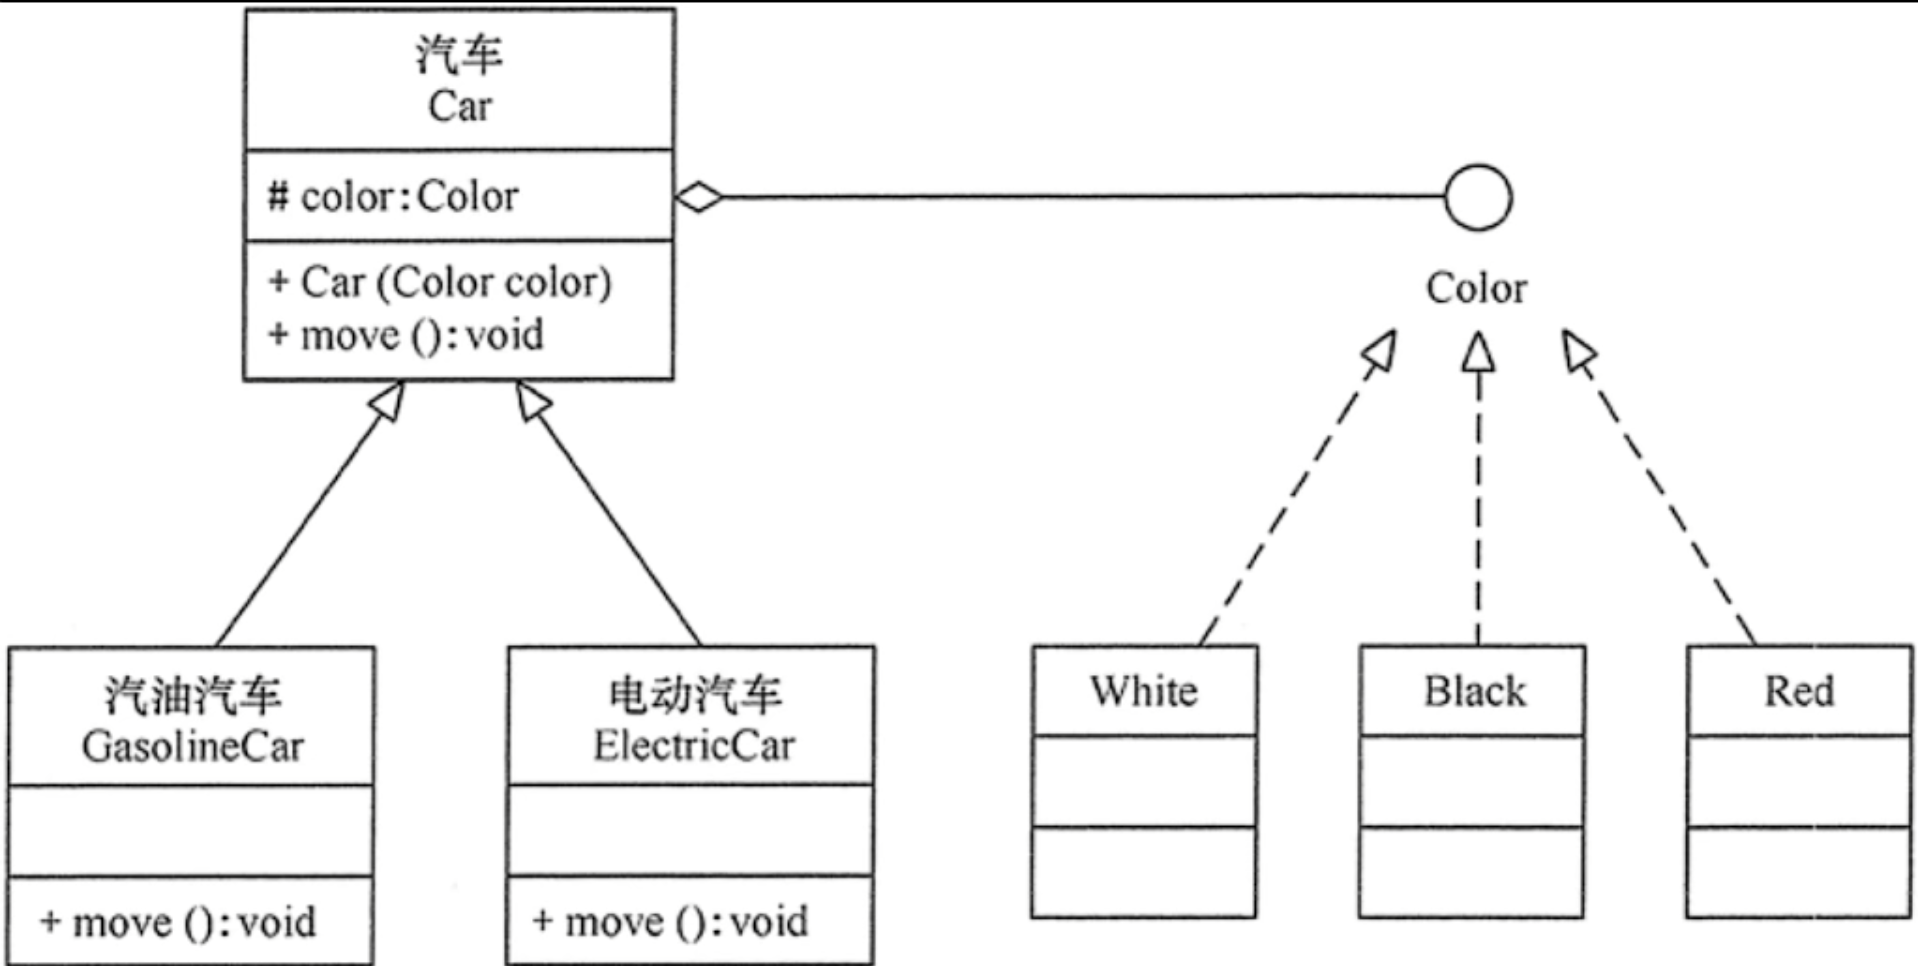 汽车
Car
# color:Color
+ Car (Color color)
+ move ():void
Color
汽油汽车
GasolineCar
+ move ():void
电动汽车
ElectricCar
+ move ():void
White
Black
Red